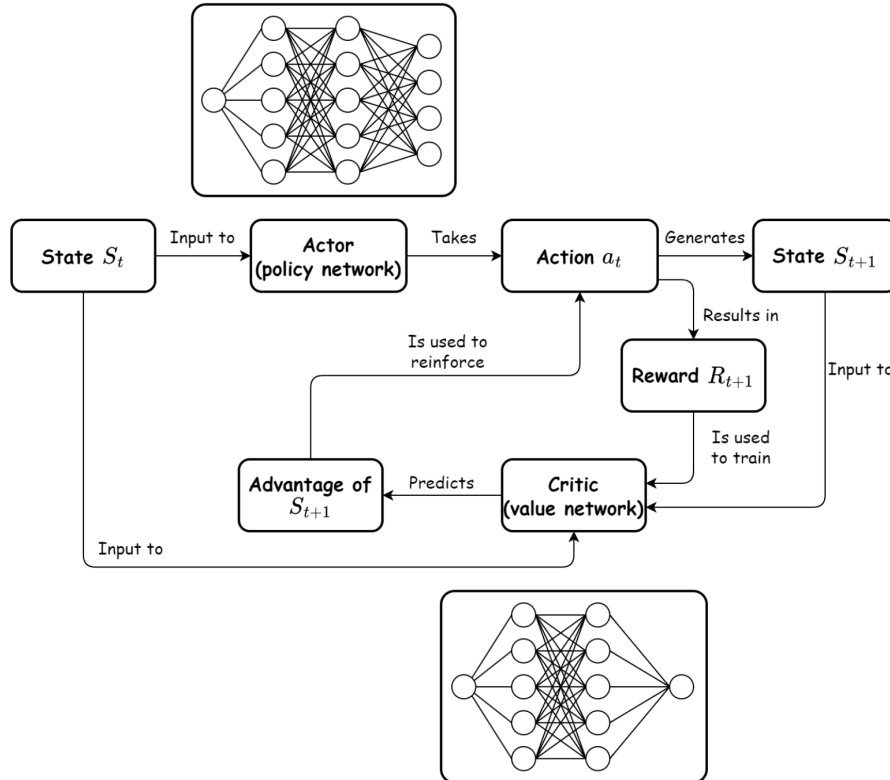 State S_t
Input to
Actor
(policy network)
Takes
Action a_t
Generates
State S_{t+1}
Results in
Is used to
reinforce
Reward R_{t+1}
Input to
Is used
to train
Advantage of
S_{t+1}
Predicts
Critic
(value network)
Input to